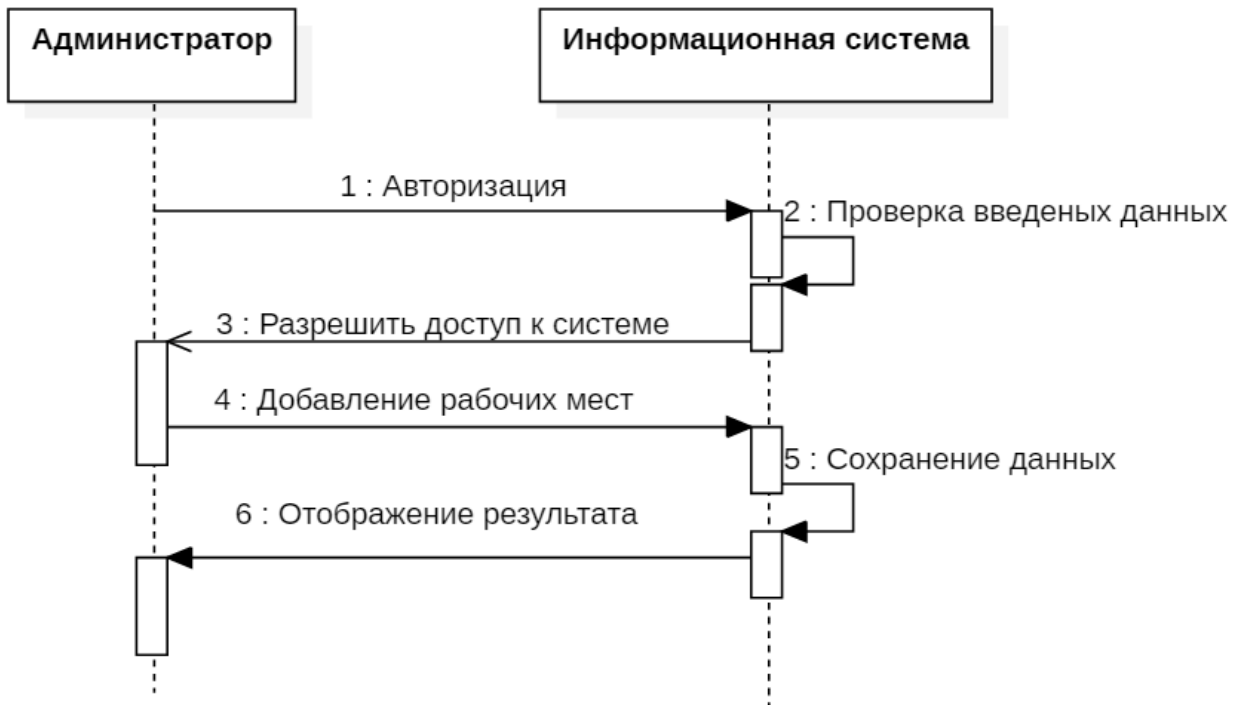 Администратор
Информационная система
1 : Авторизация
2 : Проверка введеных данных
3 : Разрешить доступ к системе
4 : Добавление рабочих мест
5 : Сохранение данных
6 : Отображение результата